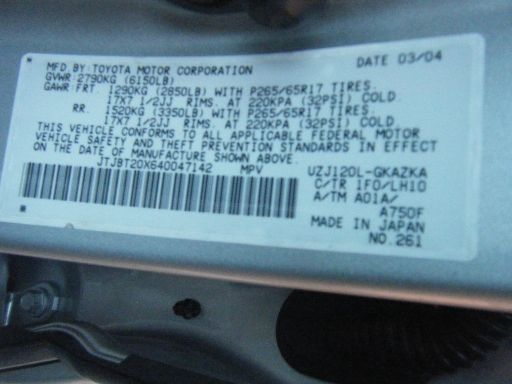 MFD. BY: TOYOTA MOTOR CORPORATION DATE 03/04
GVWR: 2790KG (6150LB)
GAWR: FRT. 1290KG (2850LB) WITH P265/65R17 TIRES.
17X7 1/2JJ RIMS. AT 220KPA (32PSI) COLD
RR. 1520KG (3350LB) WITH P265/65R17 TIRES.
17X7 1/2JJ RIMS. AT 220KPA (32PSI) COLD
THIS VEHICLE CONFORMS TO ALL APPLICABLE FEDERAL MOTOR
VEHICLE SAFETY AND THEFT PREVENTION STANDARDS IN EFFECT
ON THE DATE OF MANUFACTURE SHOWN ABOVE.
JTJBT20X640047142 MPV UZJ120L-GKAZKA
C/TR 1F0/LH10
A/TM A01A/
A750F
MADE IN JAPAN
NO.261